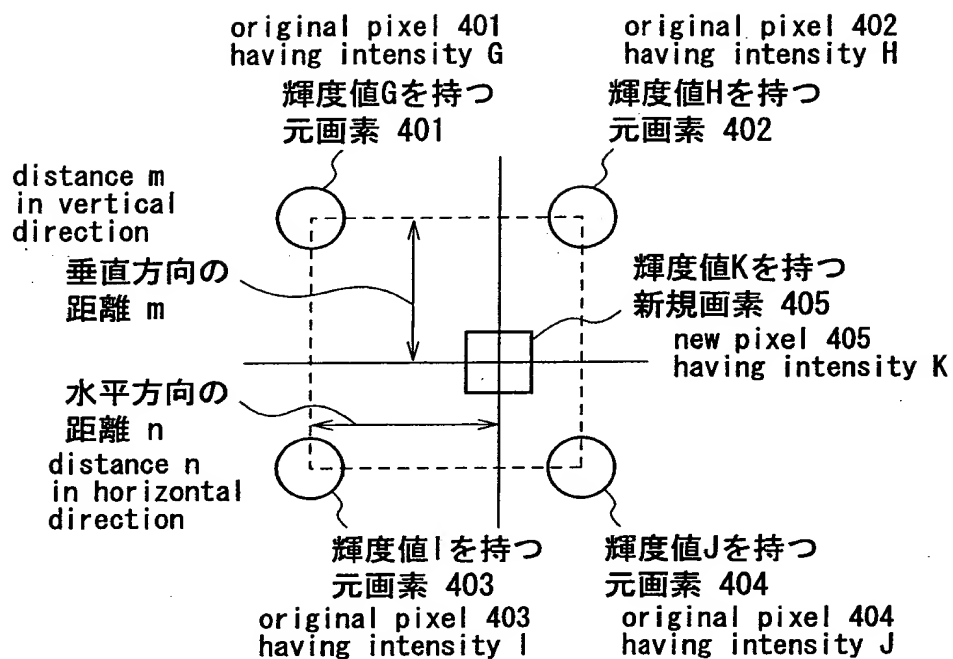 original pixel 401
having intensity G
輝度値Gを持つ
元画素 401
original pixel 402
having intensity H
輝度値Hを持つ
元画素 402
distance m
in vertical
direction
垂直方向の
距離 m
輝度値Kを持つ
新規画素 405
new pixel 405
having intensity K
水平方向の
距離 n
distance n
in horizontal
direction
輝度値Iを持つ
元画素 403
original pixel 403
having intensity I
輝度値Jを持つ
元画素 404
original pixel 404
having intensity J